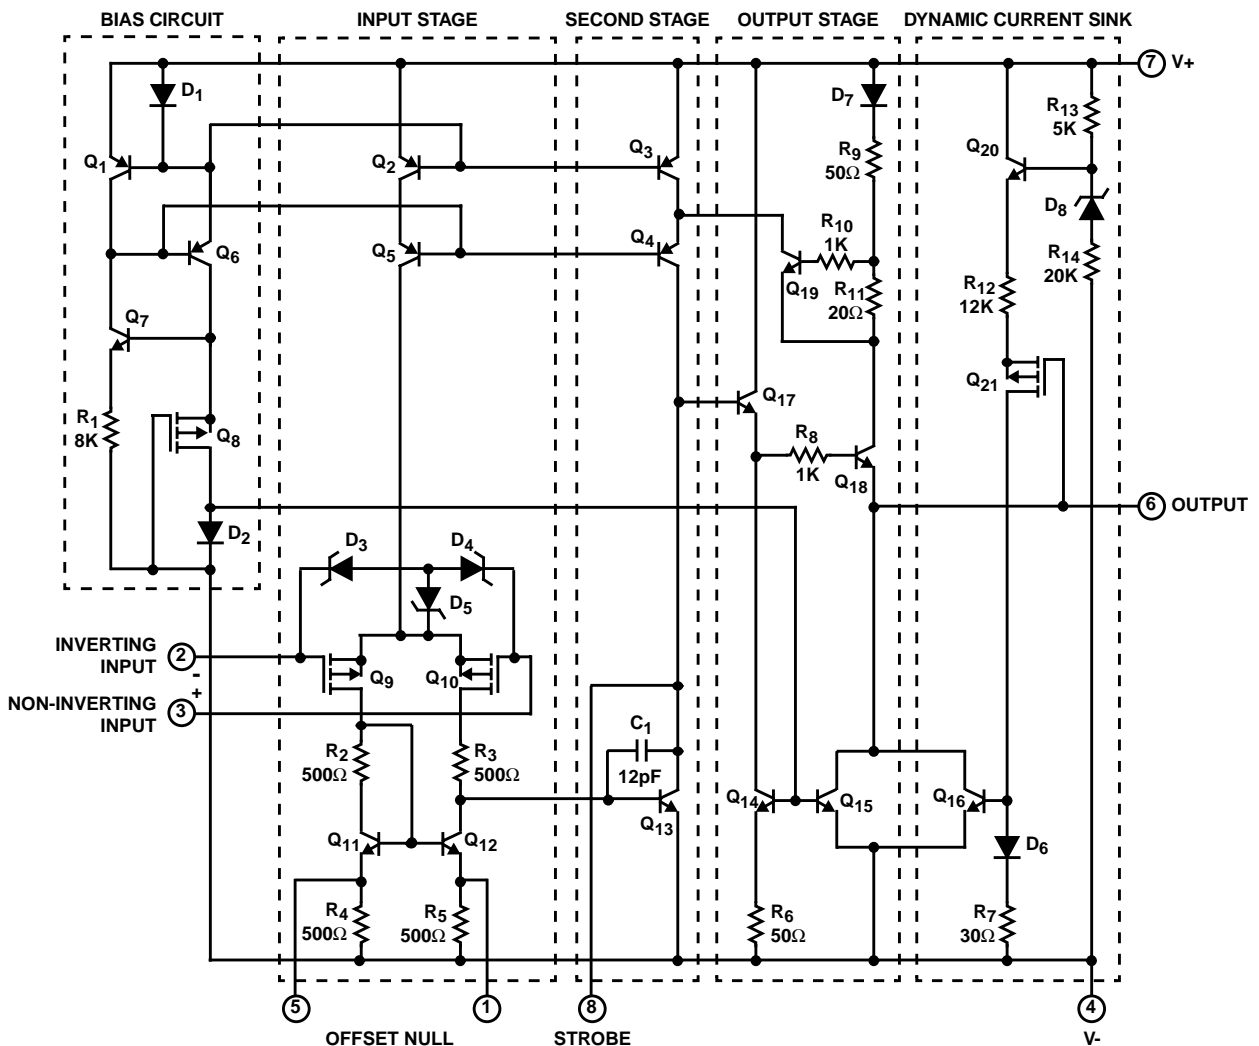 BIAS CIRCUIT
INPUT STAGE
SECOND STAGE
OUTPUT STAGE
DYNAMIC CURRENT SINK
7 V+
D1
D7
R13
5K
Q1
Q2
Q3
R9
50Ω
Q20
D8
Q6
Q5
Q4
R10
1K
Q19
R11
20Ω
R14
20K
R12
12K
Q7
Q21
Q17
R1
8K
Q8
R8
1K
Q18
6 OUTPUT
D2
D3
D4
D5
INVERTING
INPUT
2
-
Q9
Q10
NON-INVERTING
INPUT
3
+
R2
500Ω
R3
500Ω
C1
12pF
Q14
Q15
Q16
Q13
Q11
Q12
D6
R4
500Ω
R5
500Ω
R6
50Ω
R7
30Ω
5
1
8
4
OFFSET NULL
STROBE
V-